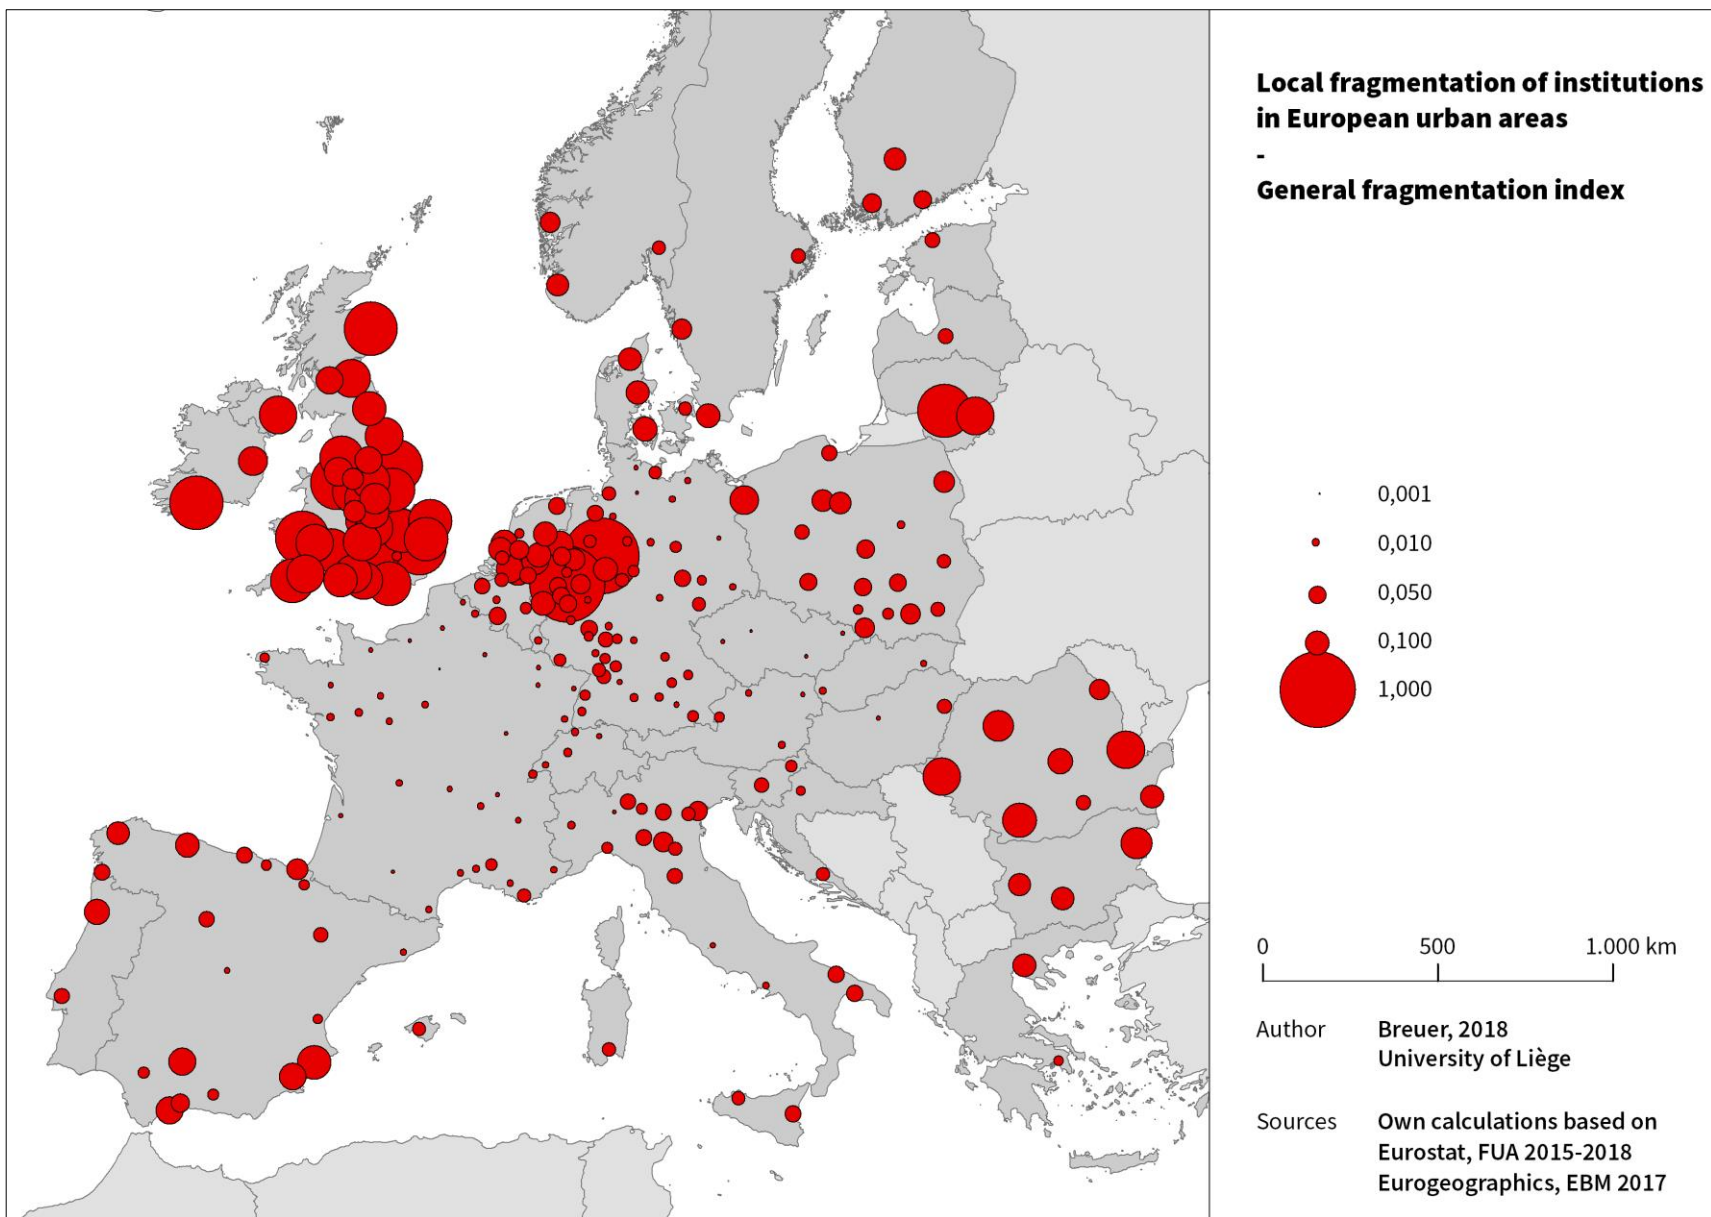 Local fragmentation of institutions
in European urban areas
-
General fragmentation index
0,001
0,010
0,050
0,100
1,000
0 500 1.000 km
Author Breuer, 2018
University of Liège
Sources Own calculations based on
Eurostat, FUA 2015-2018
Eurogeographics, EBM 2017